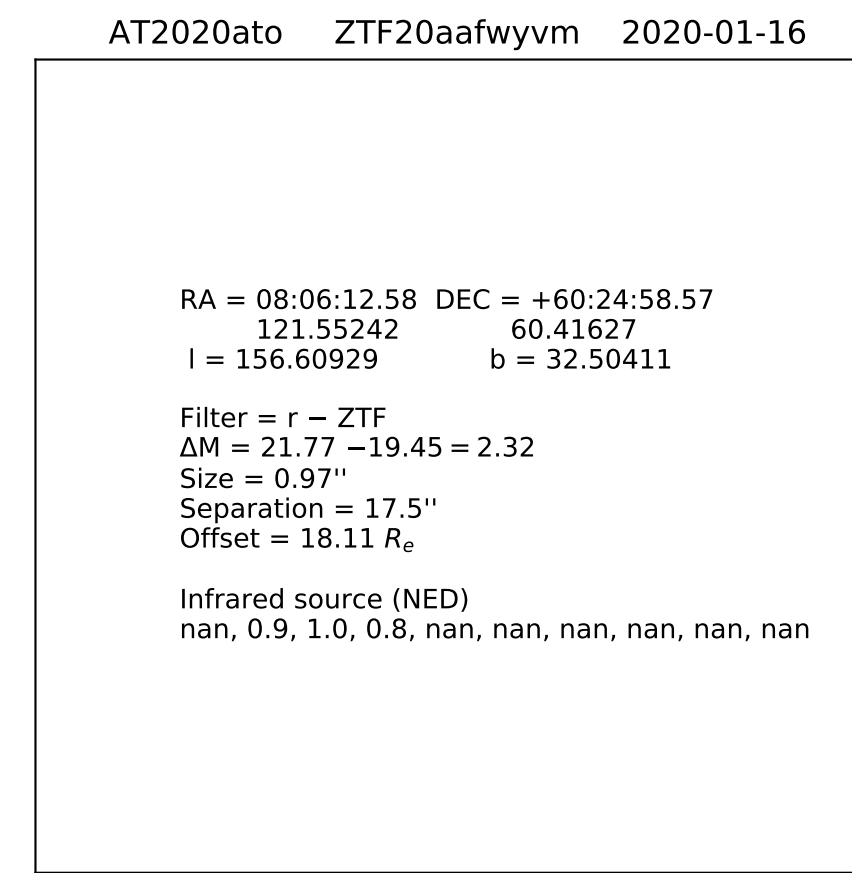 AT2020ato ZTF20aafwyvm 2020-01-16
RA = 08:06:12.58 DEC = +60:24:58.57
121.55242 60.41627
l = 156.60929 b = 32.50411
Filter = r − ZTF
ΔM = 21.77 −19.45 = 2.32
Size = 0.97''
Separation = 17.5''
Offset = 18.11 Rₑ
Infrared source (NED)
nan, 0.9, 1.0, 0.8, nan, nan, nan, nan, nan, nan